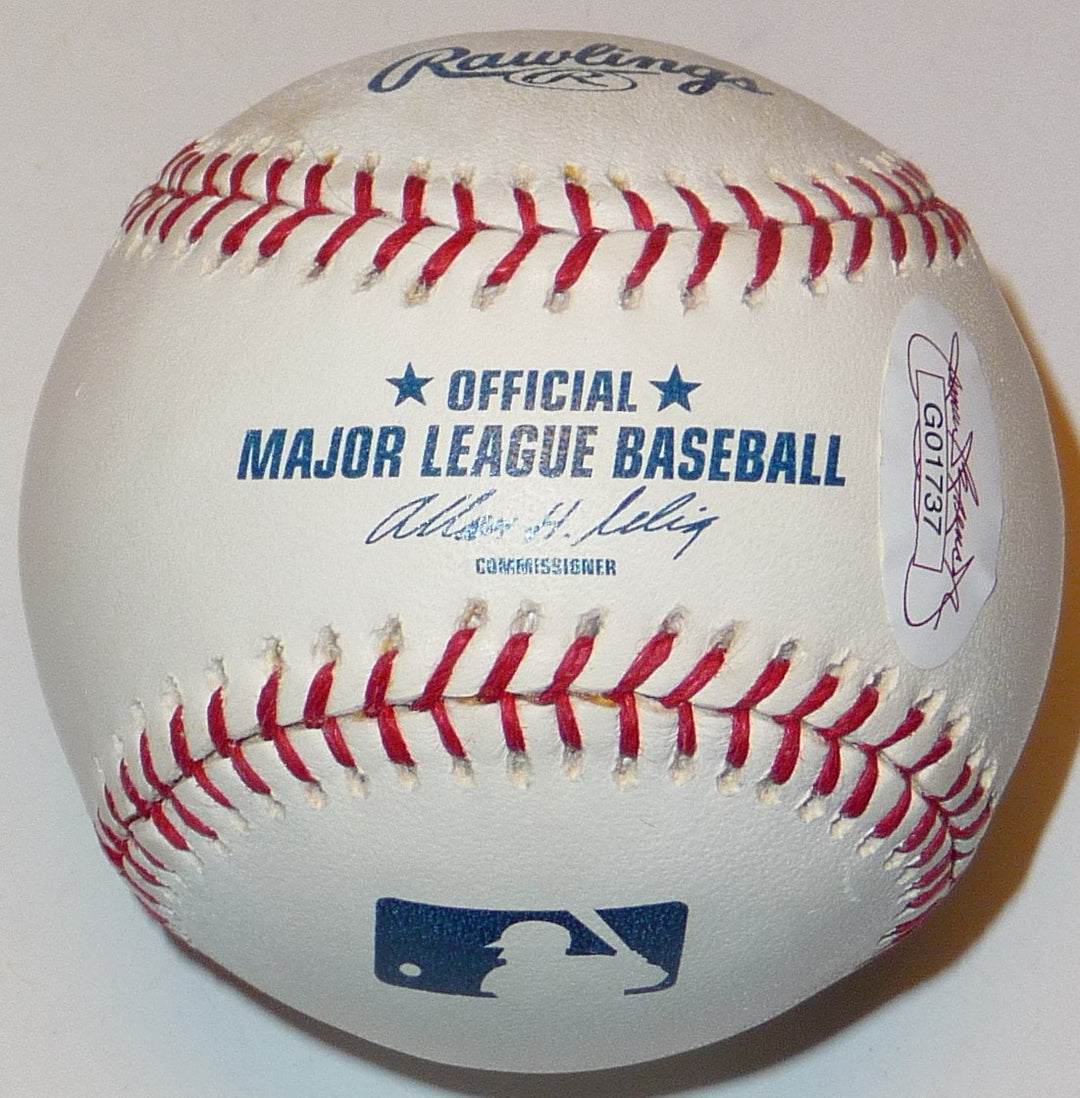 Rawlings
R
★ OFFICIAL ★
MAJOR LEAGUE BASEBALL
Allan H. Selig
COMMISSIONER
G01737